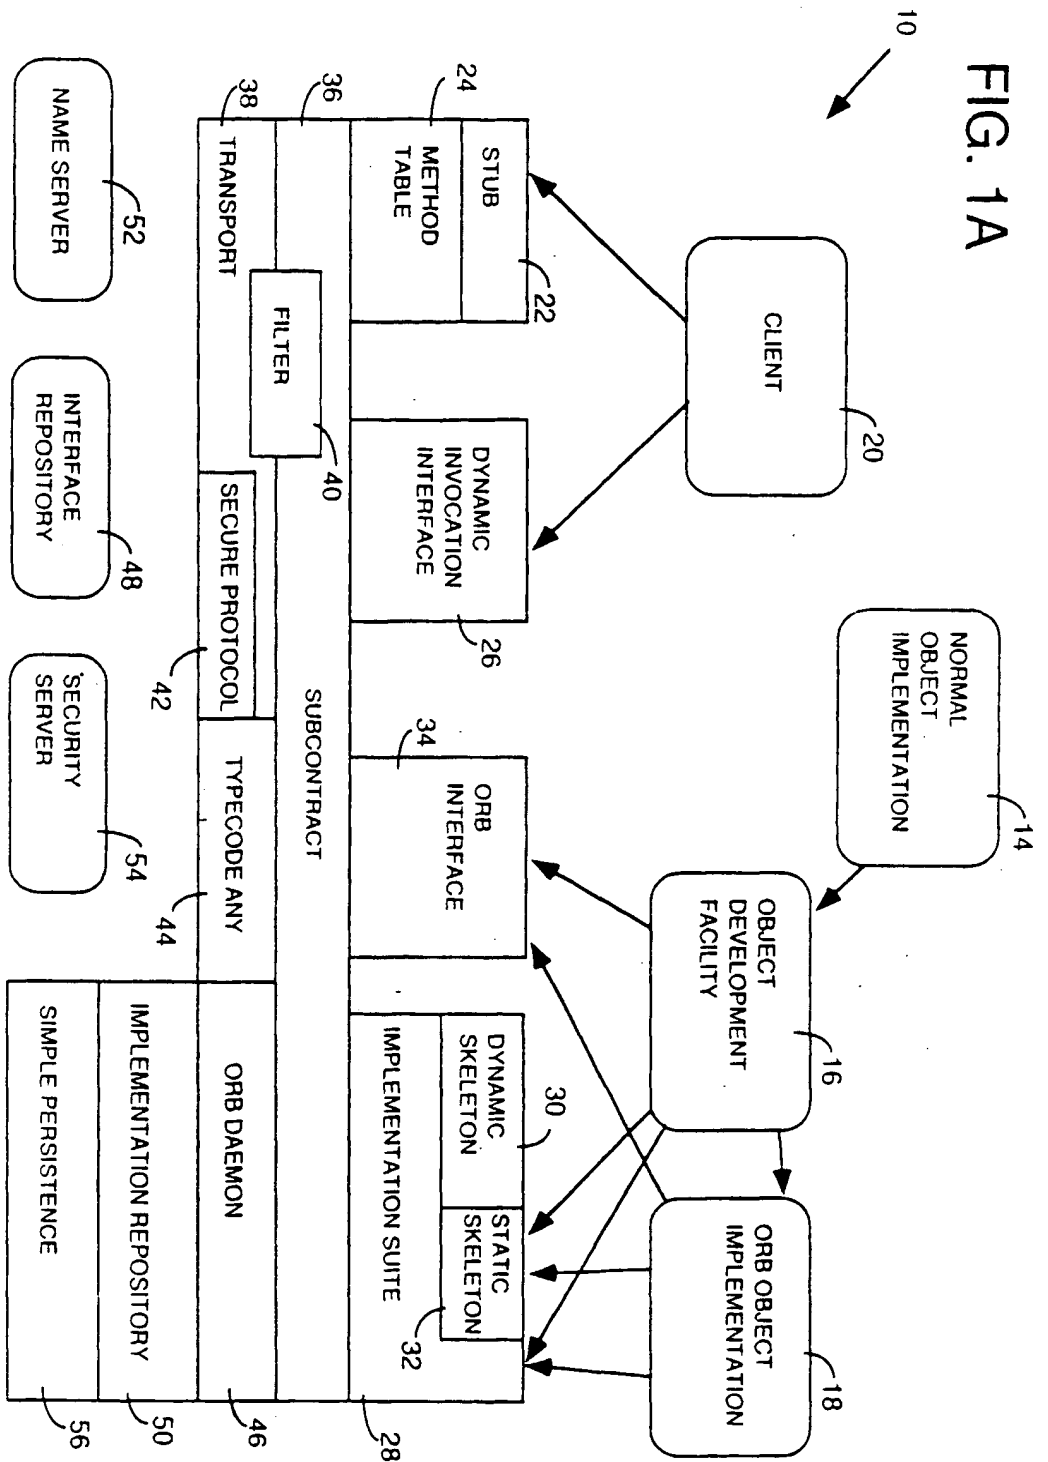 FIG. 1A
10
CLIENT
20
NORMAL
OBJECT
IMPLEMENTATION
14
OBJECT
DEVELOPMENT
FACILITY
16
ORB OBJECT
IMPLEMENTATION
18
STUB
22
METHOD
TABLE
24
DYNAMIC
INVOCATION
INTERFACE
26
ORB
INTERFACE
34
DYNAMIC
SKELETON
30
STATIC
SKELETON
32
IMPLEMENTATION SUITE
28
36
SUBCONTRACT
38
TRANSPORT
FILTER
40
SECURE PROTOCOL
42
TYPECODE ANY
44
ORB DAEMON
46
IMPLEMENTATION REPOSITORY
50
SIMPLE PERSISTENCE
56
NAME SERVER
52
INTERFACE
REPOSITORY
48
SECURITY
SERVER
54